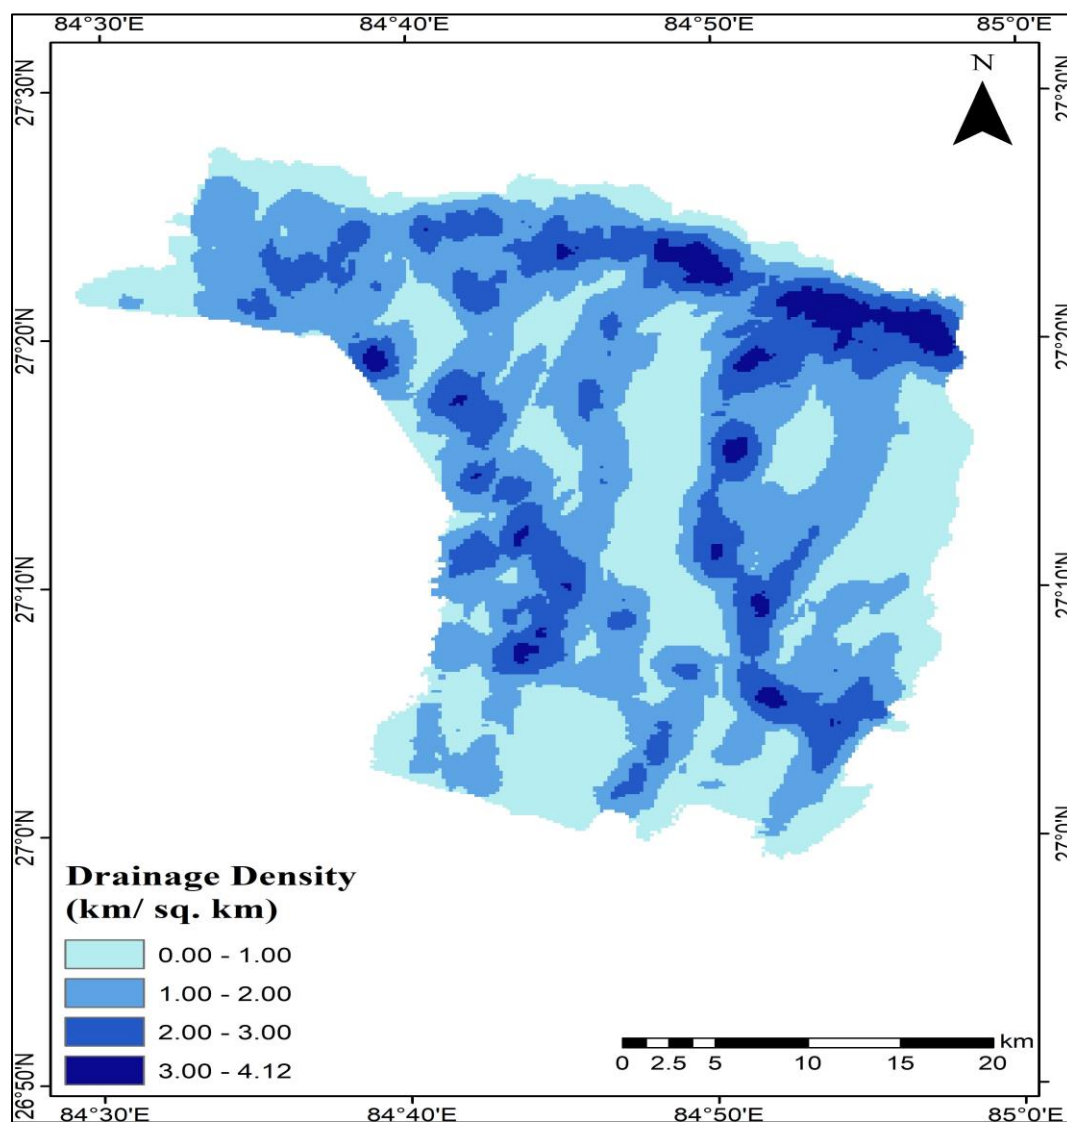 84°30'E 84°40'E 84°50'E 85°0'E
N
27°30'N 27°30'N
27°20'N 27°20'N
27°10'N 27°10'N
27°0'N 27°0'N
Drainage Density
(km/ sq. km)
0.00 - 1.00
1.00 - 2.00
2.00 - 3.00
3.00 - 4.12
km
0 2.5 5 10 15 20
26°50'N
84°30'E 84°40'E 84°50'E 85°0'E